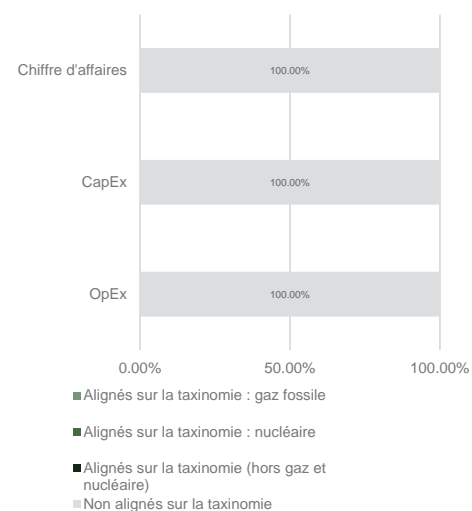 Chiffre d'affaires
100.00%
CapEx
100.00%
OpEx
100.00%
0.00% 50.00% 100.00%
Alignés sur la taxinomie : gaz fossile
Alignés sur la taxinomie : nucléaire
Alignés sur la taxinomie (hors gaz et
nucléaire)
Non alignés sur la taxinomie